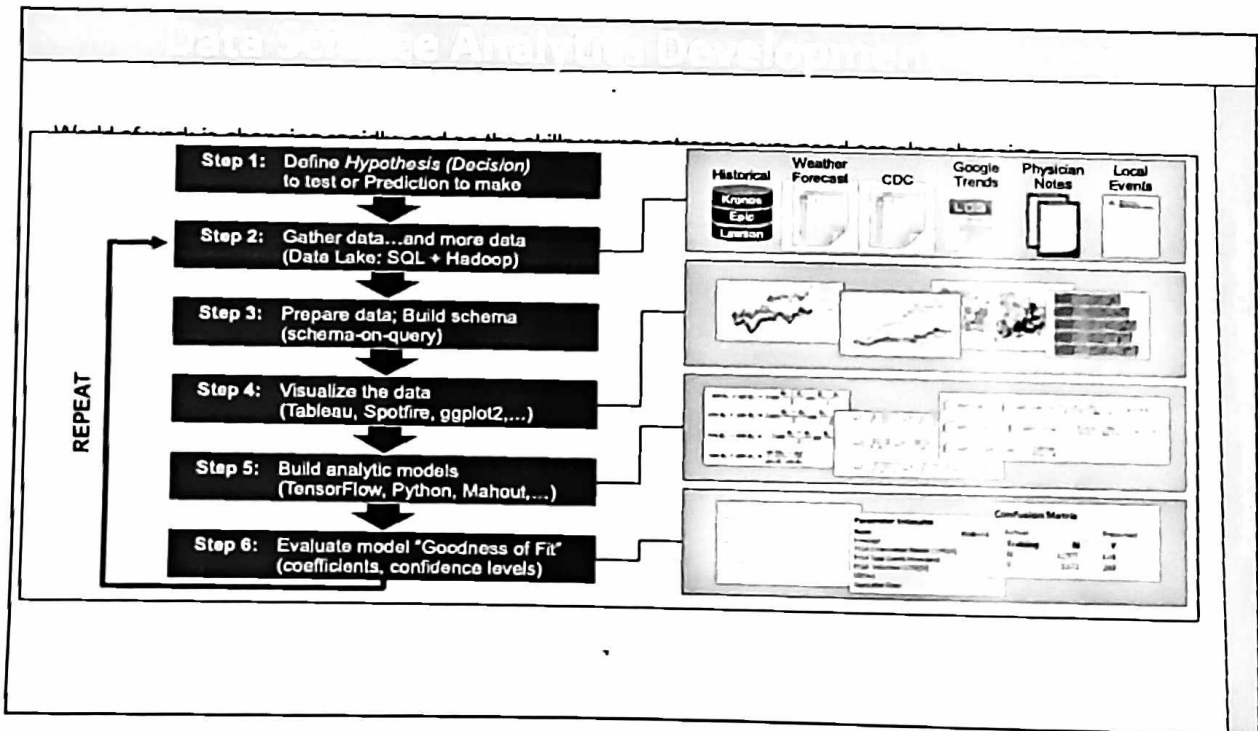 Data Science Analytics Development
Step 1: Define Hypothesis (Decision)
to test or Prediction to make
Step 2: Gather data...and more data
(Data Lake: SQL + Hadoop)
Step 3: Prepare data; Build schema
(schema-on-query)
Step 4: Visualize the data
(Tableau, Spotfire, ggplot2,...)
Step 5: Build analytic models
(TensorFlow, Python, Mahout,...)
Step 6: Evaluate model "Goodness of Fit"
(coefficients, confidence levels)
REPEAT
Historical
Kronos
Epic
Lawson
Weather
Forecast
CDC
Google
Trends
Physician
Notes
Local
Events
Parameter Estimates
Confusion Matrix
Training N Y